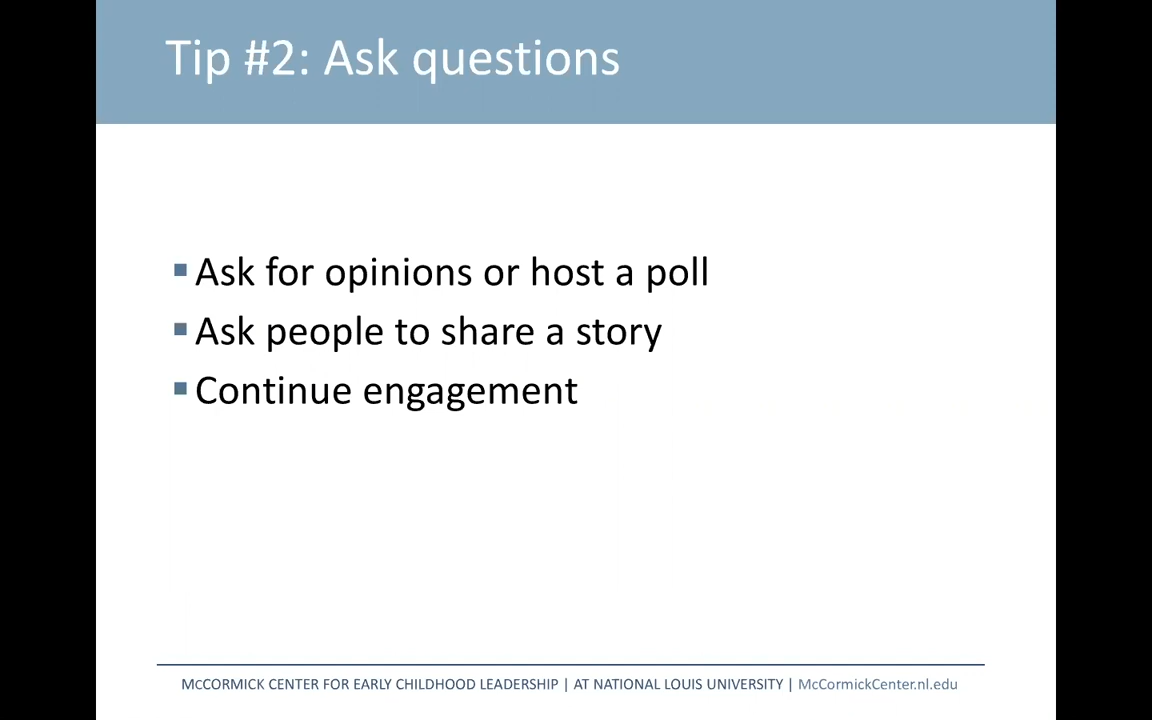 Tip #2: Ask questions
Ask for opinions or host a poll
Ask people to share a story
Continue engagement
MCCORMICK CENTER FOR EARLY CHILDHOOD LEADERSHIP | AT NATIONAL LOUIS UNIVERSITY | McCormickCenter.nl.edu